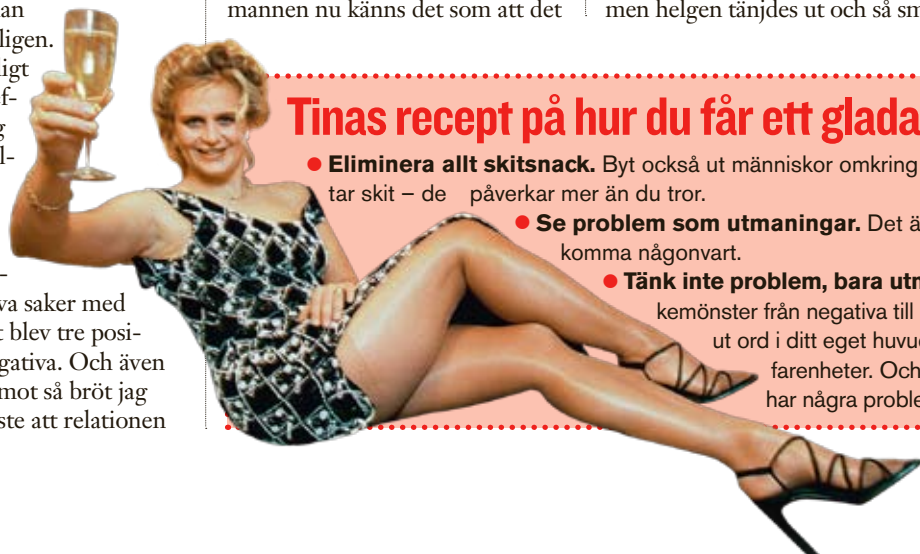 an
ligen.
igt
ef-
g
l-
-
va saker med
t blev tre posi-
gativa. Och även
mot så bröt jag
ste att relationen
mannen nu känns det som att det
men helgen tänjdes ut och så sm
Tinas recept på hur du får ett glada
● Eliminera allt skitsnack. Byt också ut människor omkring
tar skit – de påverkar mer än du tror.
● Se problem som utmaningar. Det ä
komma någonvart.
● Tänk inte problem, bara utm
kemönster från negativa till
ut ord i ditt eget huvud
farenheter. Och
har några proble